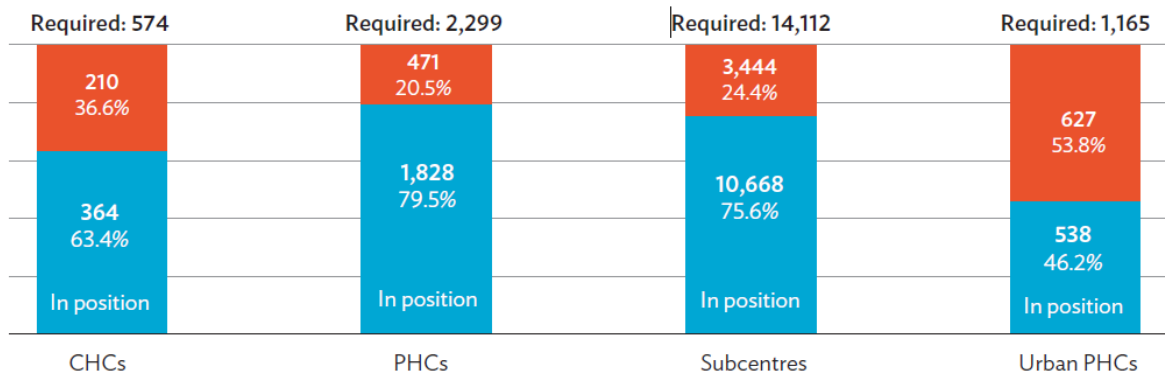 Required: 574
Required: 2,299
Required: 14,112
Required: 1,165
210
36.6%
471
20.5%
3,444
24.4%
627
53.8%
364
63.4%
1,828
79.5%
10,668
75.6%
538
46.2%
In position
In position
In position
In position
CHCs
PHCs
Subcentres
Urban PHCs